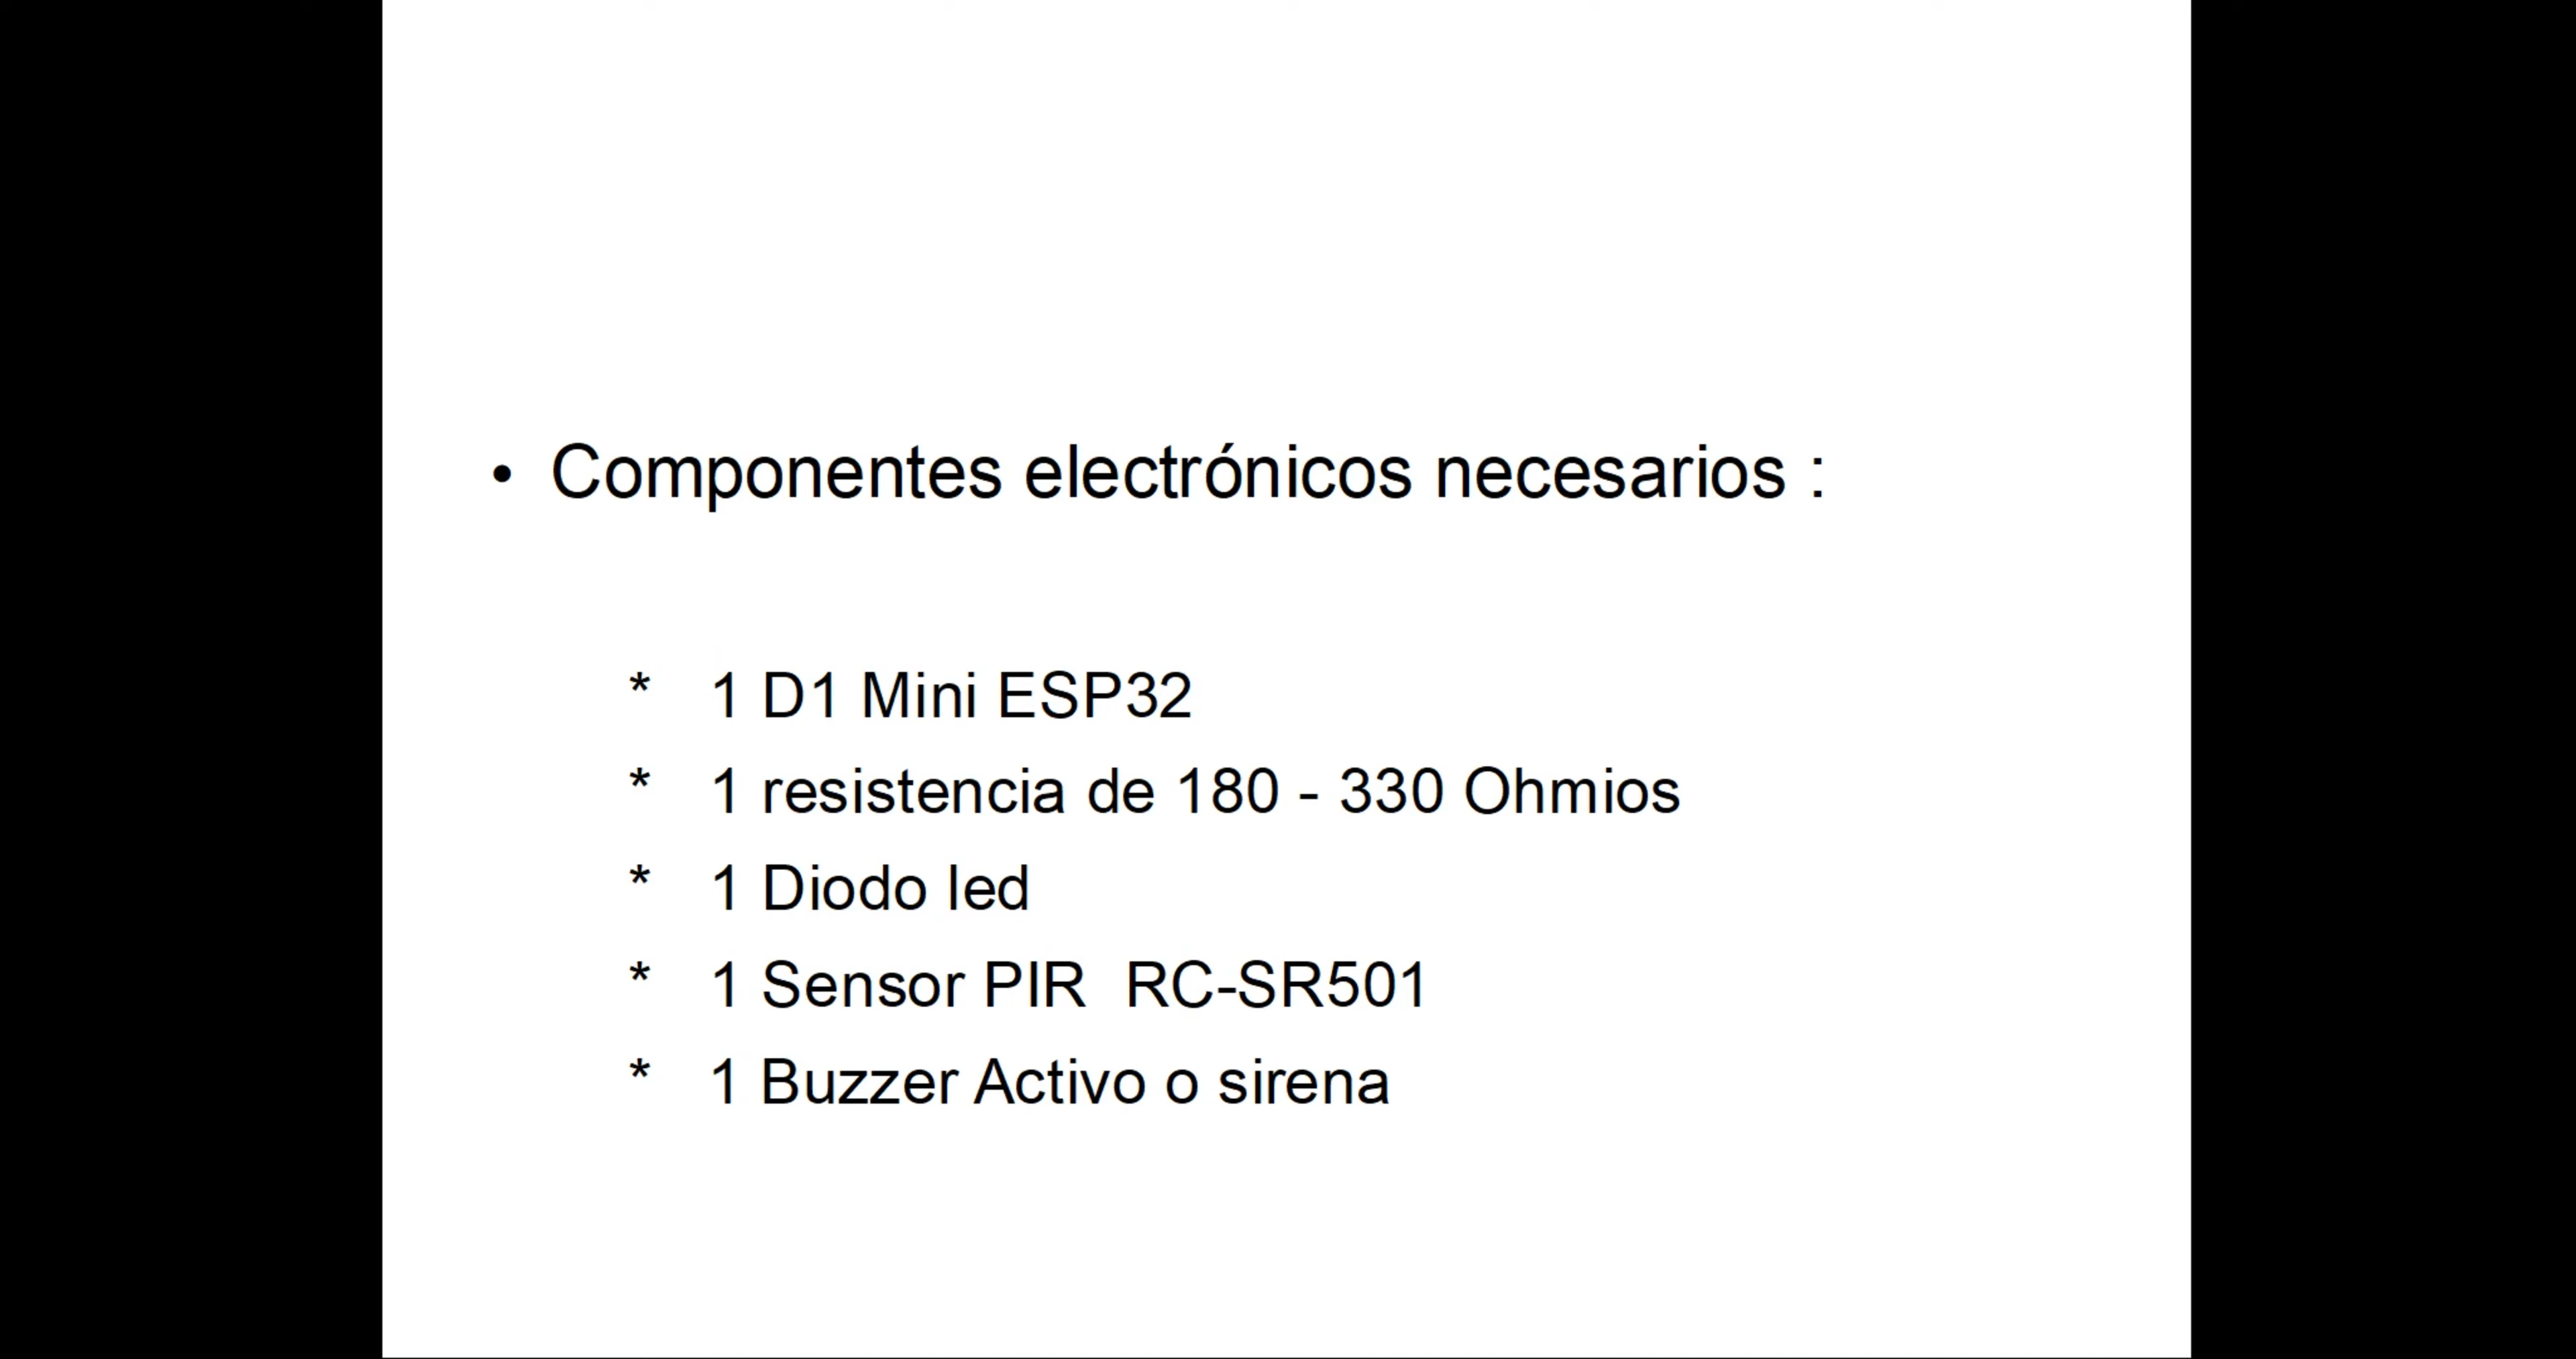 • Componentes electrónicos necesarios :
* 1 D1 Mini ESP32
* 1 resistencia de 180 - 330 Ohmios
* 1 Diodo led
* 1 Sensor PIR  RC-SR501
* 1 Buzzer Activo o sirena